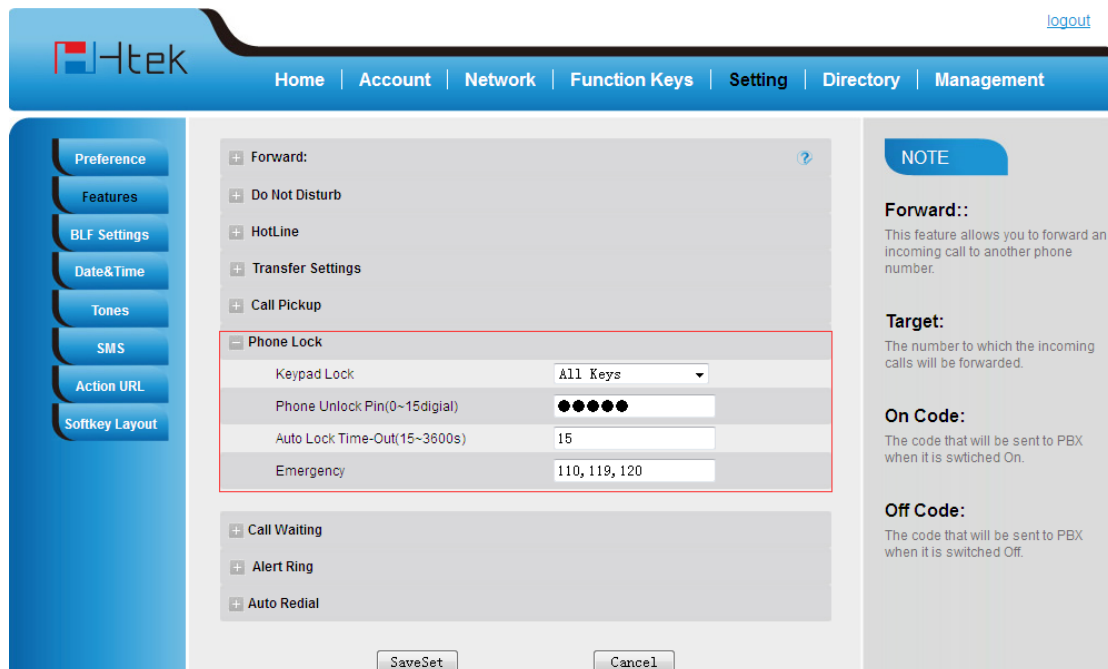 logout
Htek
Home | Account | Network | Function Keys | Setting | Directory | Management
Preference
Features
BLF Settings
Date&Time
Tones
SMS
Action URL
Softkey Layout
Forward:
Do Not Disturb
HotLine
Transfer Settings
Call Pickup
Phone Lock
Keypad Lock All Keys
Phone Unlock Pin(0~15digial) ●●●●●
Auto Lock Time-Out(15~3600s) 15
Emergency 110, 119, 120
Call Waiting
Alert Ring
Auto Redial
SaveSet Cancel
NOTE
Forward::
This feature allows you to forward an
incoming call to another phone
number.
Target:
The number to which the incoming
calls will be forwarded.
On Code:
The code that will be sent to PBX
when it is swtiched On.
Off Code:
The code that will be sent to PBX
when it is switched Off.